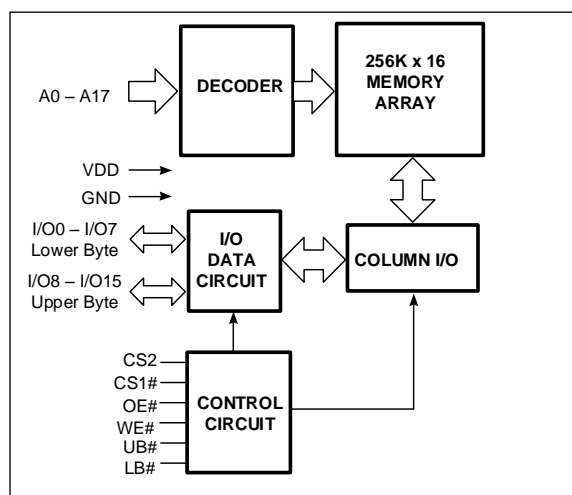 A0 – A17
DECODER
256K x 16
MEMORY
ARRAY
VDD
GND
I/O0 – I/O7
Lower Byte
I/O8 – I/O15
Upper Byte
I/O
DATA
CIRCUIT
COLUMN I/O
CS2
CS1#
OE#
WE#
UB#
LB#
CONTROL
CIRCUIT